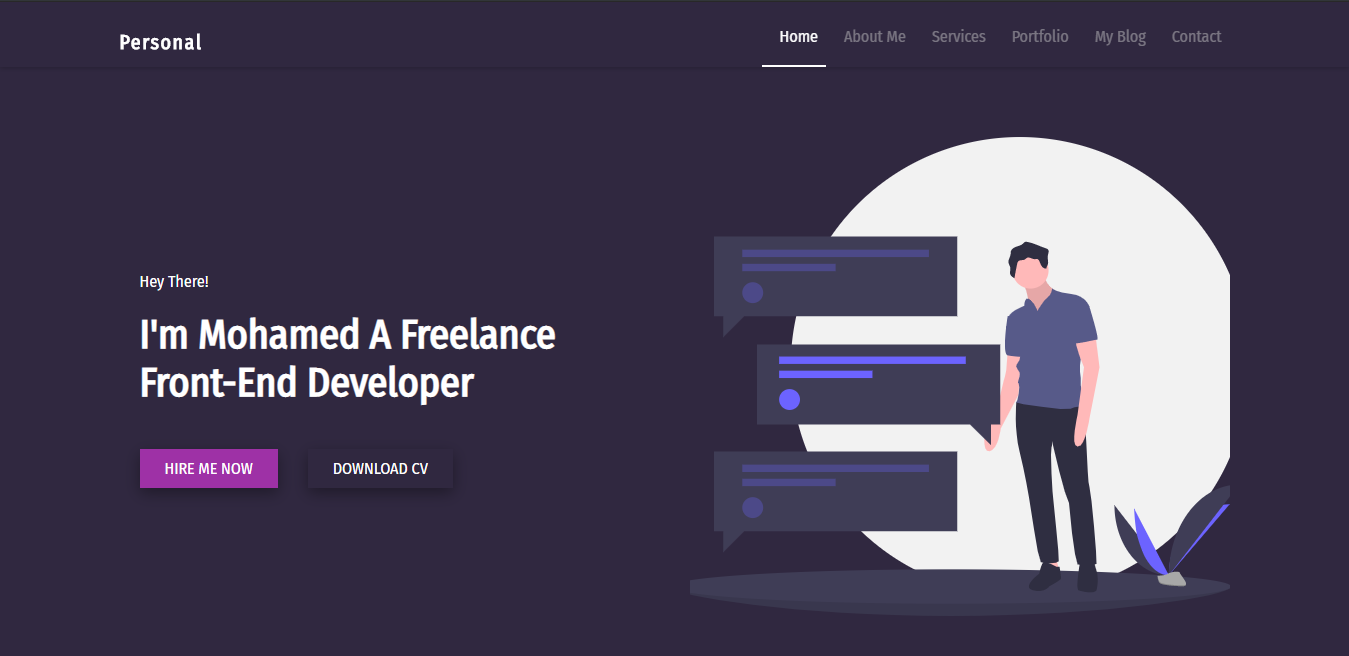 Personal
Home About Me Services Portfolio My Blog Contact
Hey There!
I'm Mohamed A Freelance
Front-End Developer
HIRE ME NOW
DOWNLOAD CV